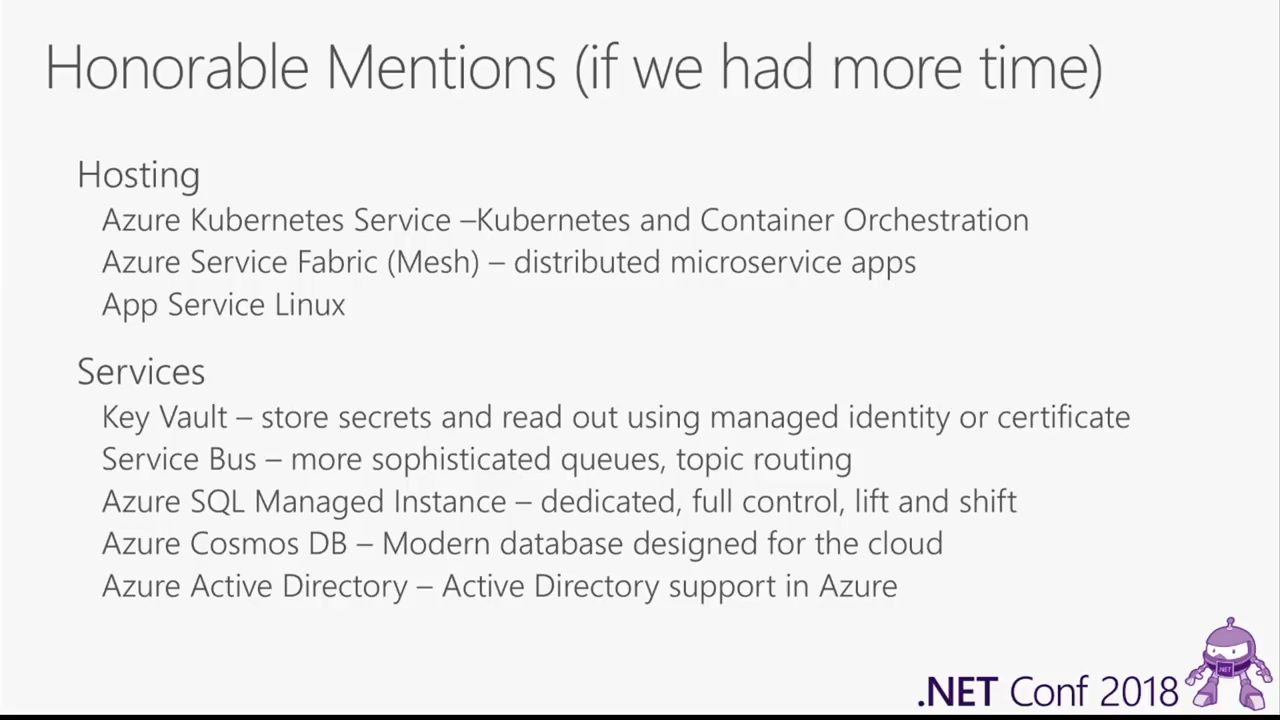 Honorable Mentions (if we had more time)
Hosting
Azure Kubernetes Service –Kubernetes and Container Orchestration
Azure Service Fabric (Mesh) – distributed microservice apps
App Service Linux
Services
Key Vault – store secrets and read out using managed identity or certificate
Service Bus – more sophisticated queues, topic routing
Azure SQL Managed Instance – dedicated, full control, lift and shift
Azure Cosmos DB – Modern database designed for the cloud
Azure Active Directory – Active Directory support in Azure
.NET Conf 2018
.NET